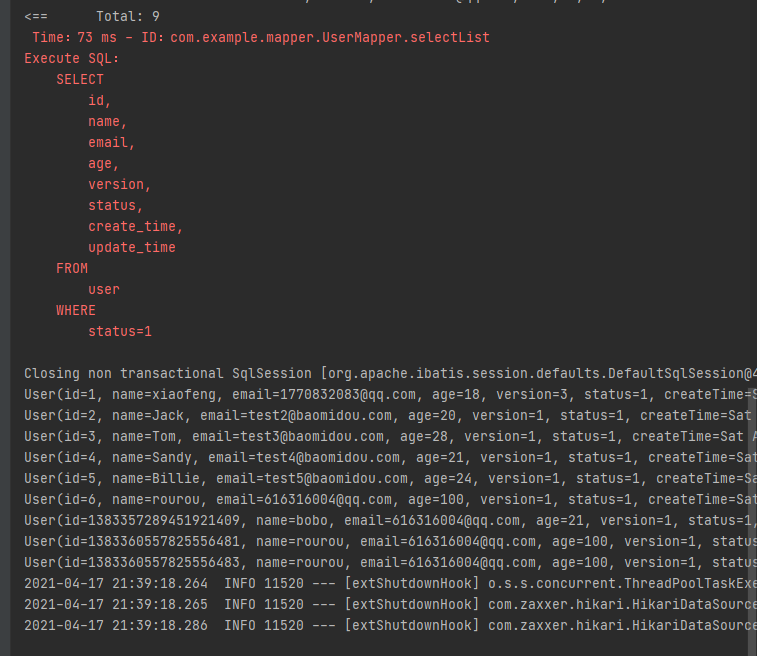 <==      Total: 9
 Time：73 ms - ID：com.example.mapper.UserMapper.selectList
Execute SQL：
    SELECT
        id,
        name,
        email,
        age,
        version,
        status,
        create_time,
        update_time
    FROM
        user
    WHERE
        status=1
Closing non transactional SqlSession [org.apache.ibatis.session.defaults.DefaultSqlSession@4
User(id=1, name=xiaofeng, email=1770832083@qq.com, age=18, version=3, status=1, createTime=S
User(id=2, name=Jack, email=test2@baomidou.com, age=20, version=1, status=1, createTime=Sat
User(id=3, name=Tom, email=test3@baomidou.com, age=28, version=1, status=1, createTime=Sat A
User(id=4, name=Sandy, email=test4@baomidou.com, age=21, version=1, status=1, createTime=Sat
User(id=5, name=Billie, email=test5@baomidou.com, age=24, version=1, status=1, createTime=Sa
User(id=6, name=rourou, email=616316004@qq.com, age=100, version=1, status=1, createTime=Sat
User(id=1383357289451921409, name=bobo, email=616316004@qq.com, age=21, version=1, status=1,
User(id=1383360557825556481, name=rourou, email=616316004@qq.com, age=100, version=1, status
User(id=1383360557825556483, name=rourou, email=616316004@qq.com, age=100, version=1, status
2021-04-17 21:39:18.264  INFO 11520 --- [extShutdownHook] o.s.s.concurrent.ThreadPoolTaskExe
2021-04-17 21:39:18.265  INFO 11520 --- [extShutdownHook] com.zaxxer.hikari.HikariDataSource
2021-04-17 21:39:18.286  INFO 11520 --- [extShutdownHook] com.zaxxer.hikari.HikariDataSource